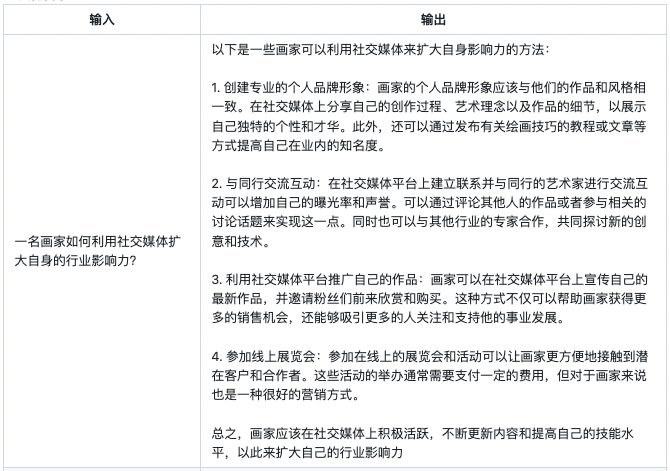 输入
输出
一名画家如何利用社交媒体扩
大自身的行业影响力?
以下是一些画家可以利用社交媒体来扩大自身影响力的方法：
1. 创建专业的个人品牌形象：画家的个人品牌形象应该与他们的作品和风格相
一致。在社交媒体上分享自己的创作过程、艺术理念以及作品的细节，以展示
自己独特的个性和才华。此外，还可以通过发布有关绘画技巧的教程或文章等
方式提高自己在业内的知名度。
2. 与同行交流互动：在社交媒体平台上建立联系并与同行的艺术家进行交流互
动可以增加自己的曝光率和声誉。可以通过评论其他人的作品或者参与相关的
讨论话题来实现这一点。同时也可以与其他行业的专家合作，共同探讨新的创
意和技术。
3. 利用社交媒体平台推广自己的作品：画家可以在社交媒体平台上宣传自己的
最新作品，并邀请粉丝们前来欣赏和购买。这种方式不仅可以帮助画家获得更
多的销售机会，还能够吸引更多的人关注和支持他的事业发展。
4. 参加线上展览会：参加在线上的展览会和活动可以让画家更方便地接触到潜
在客户和合作者。这些活动的举办通常需要支付一定的费用，但对于画家来说
也是一种很好的营销方式。
总之，画家应该在社交媒体上积极活跃，不断更新内容和提高自己的技能水
平，以此来扩大自己的行业影响力